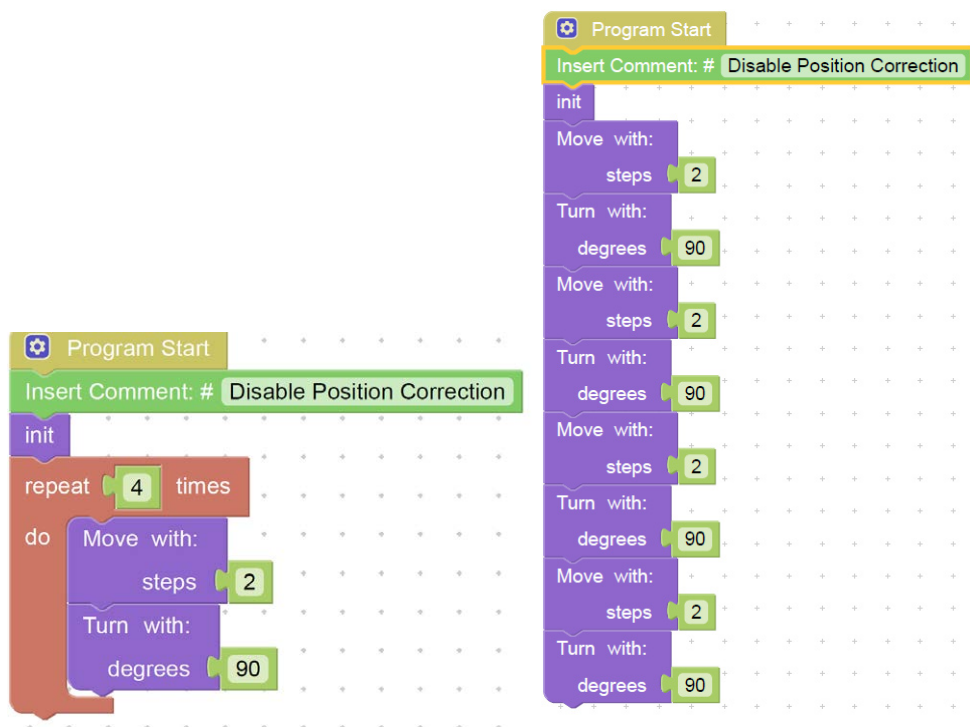 Program Start
Insert Comment: # Disable Position Correction
init
repeat 4 times
do Move with:
steps 2
Turn with:
degrees 90
Program Start
Insert Comment: # Disable Position Correction
init
Move with:
steps 2
Turn with:
degrees 90
Move with:
steps 2
Turn with:
degrees 90
Move with:
steps 2
Turn with:
degrees 90
Move with:
steps 2
Turn with:
degrees 90